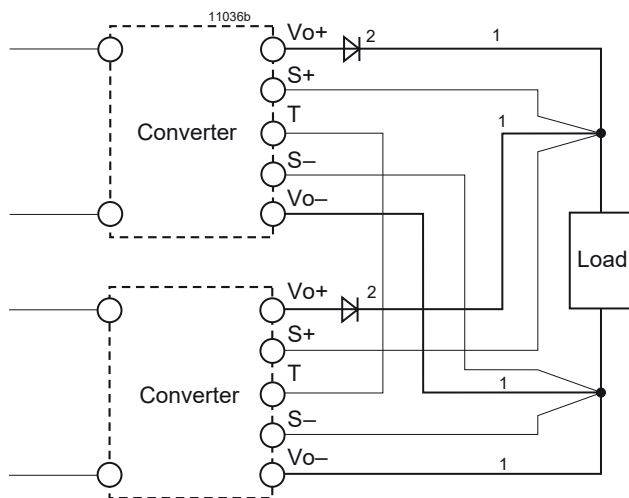 11036b
Vo+
2
1
S+
T
1
Converter
S–
Vo–
Load
Vo+
2
S+
T
1
Converter
S–
Vo–
1